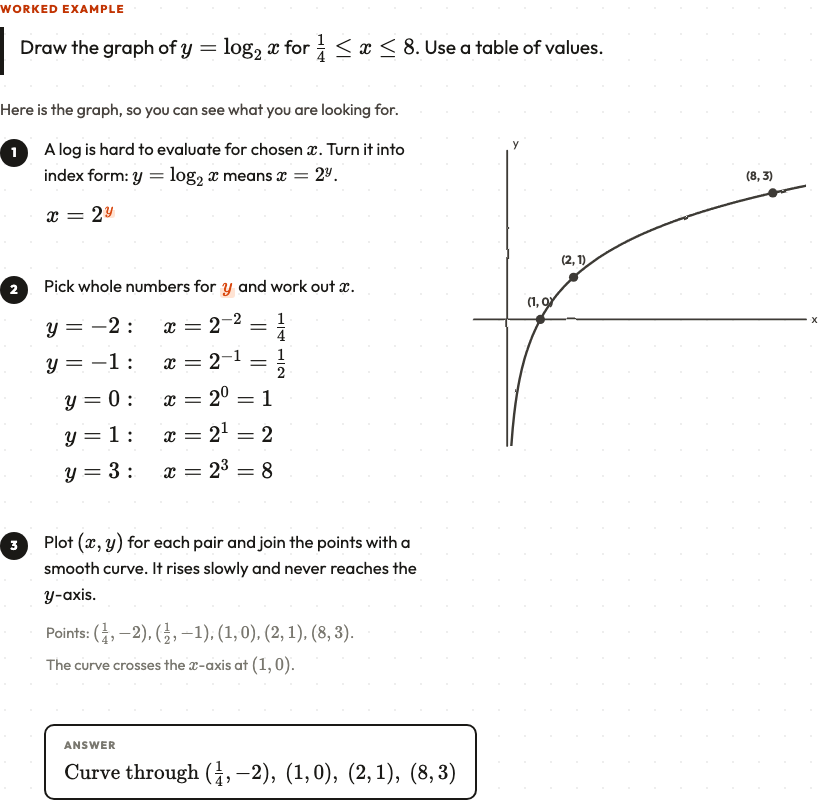 WORKED EXAMPLE
Draw the graph of y = log₂ x for 1/4 ≤ x ≤ 8. Use a table of values.
Here is the graph, so you can see what you are looking for.
1
A log is hard to evaluate for chosen x. Turn it into
index form: y = log₂ x means x = 2^y.
x = 2^y
2
Pick whole numbers for y and work out x.
y = −2 : x = 2^−2 = 1/4
y = −1 : x = 2^−1 = 1/2
y = 0 : x = 2^0 = 1
y = 1 : x = 2^1 = 2
y = 3 : x = 2^3 = 8
3
Plot (x, y) for each pair and join the points with a
smooth curve. It rises slowly and never reaches the
y-axis.
Points: (1/4, −2), (1/2, −1), (1, 0), (2, 1), (8, 3).
The curve crosses the x-axis at (1, 0).
ANSWER
Curve through (1/4, −2), (1, 0), (2, 1), (8, 3)
y
(8, 3)
(2, 1)
(1, 0)
x